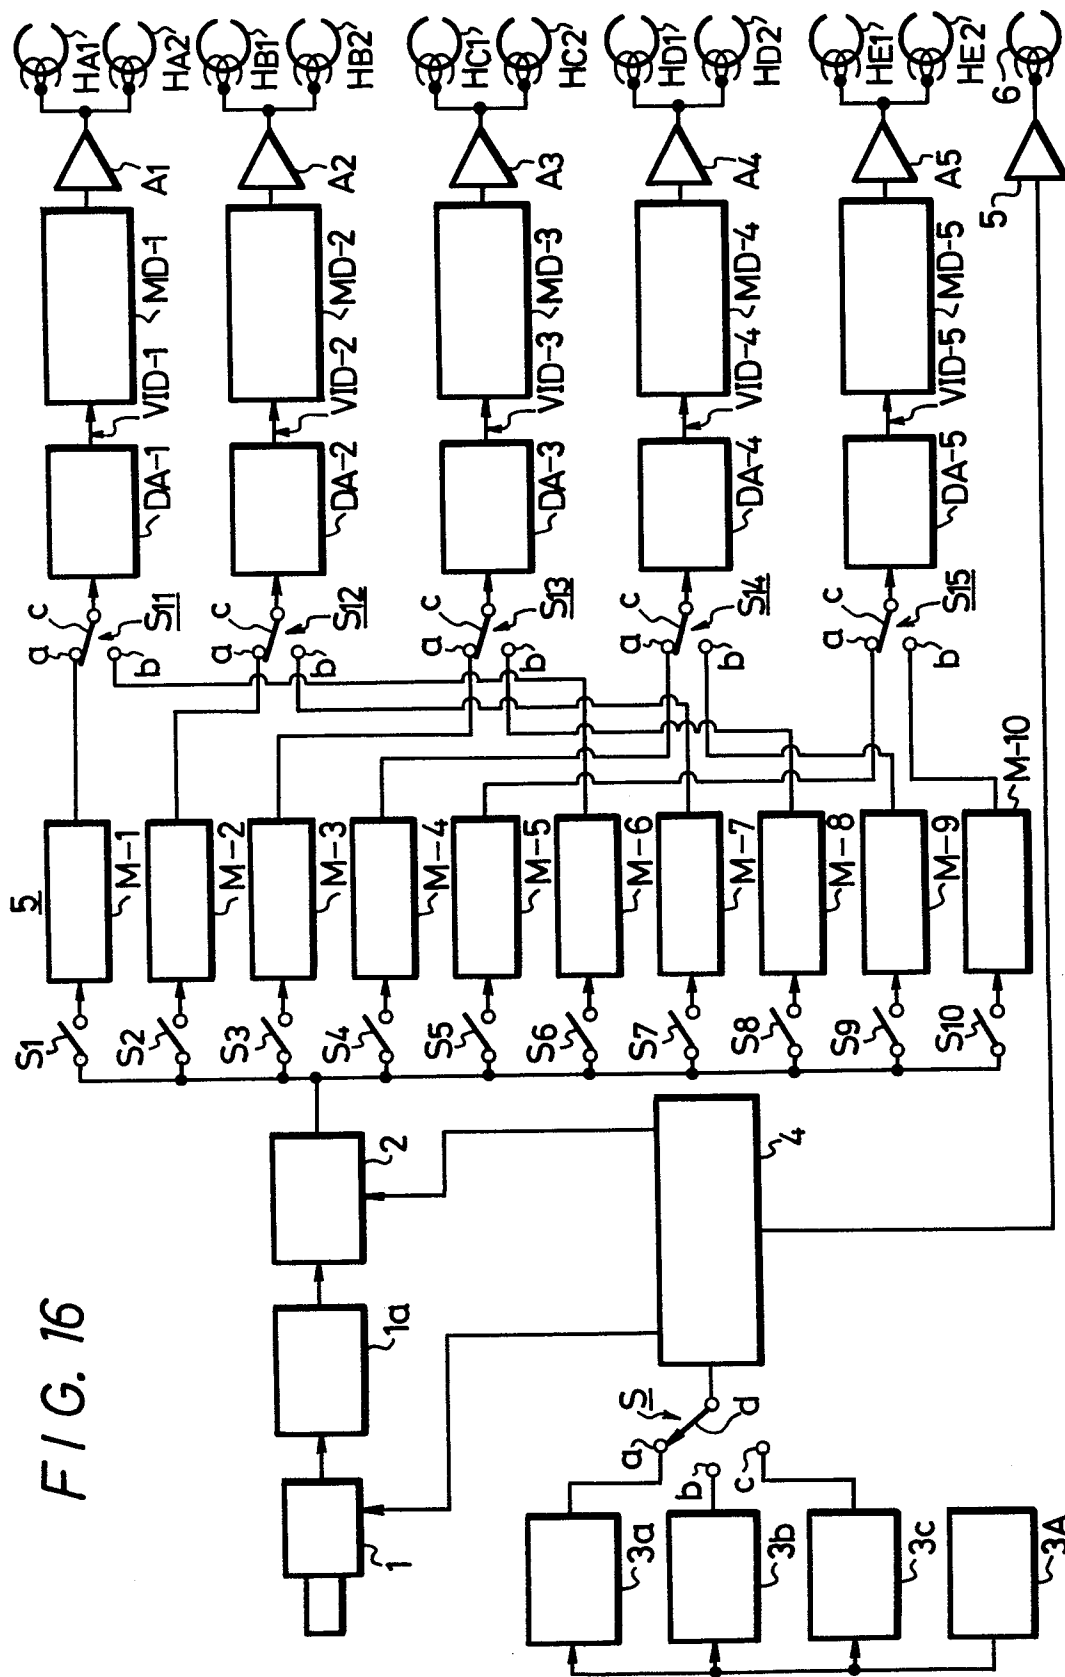 FIG. 16
1
1a
2
3a
3b
3c
3A
S
a
b
c
d
4
5
S1
S2
S3
S4
S5
S6
S7
S8
S9
S10
M-1
M-2
M-3
M-4
M-5
M-6
M-7
M-8
M-9
M-10
a
b
c
S11
a
b
c
S12
a
b
c
S13
a
b
c
S14
a
b
c
S15
DA-1
DA-2
DA-3
DA-4
DA-5
VID-1
VID-2
VID-3
VID-4
VID-5
MD-1
MD-2
MD-3
MD-4
MD-5
A1
A2
A3
A4
A5
5
HA1
HA2
HB1
HB2
HC1
HC2
HD1
HD2
HE1
HE2
6